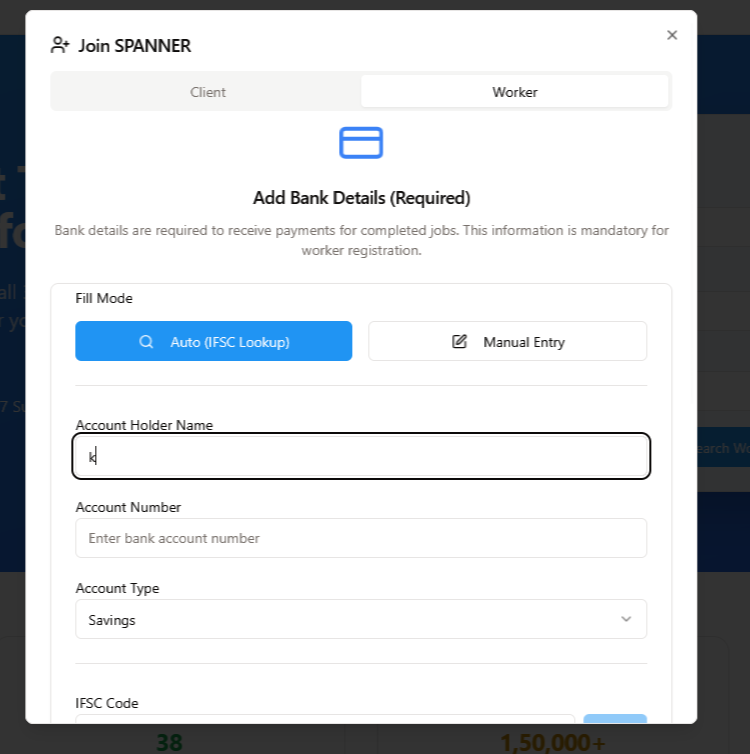 Join SPANNER
Client
Worker
Add Bank Details (Required)
Bank details are required to receive payments for completed jobs. This information is mandatory for
worker registration.
Fill Mode
Auto (IFSC Lookup)
Manual Entry
Account Holder Name
k
Account Number
Enter bank account number
Account Type
Savings
IFSC Code
38
1,50,000+